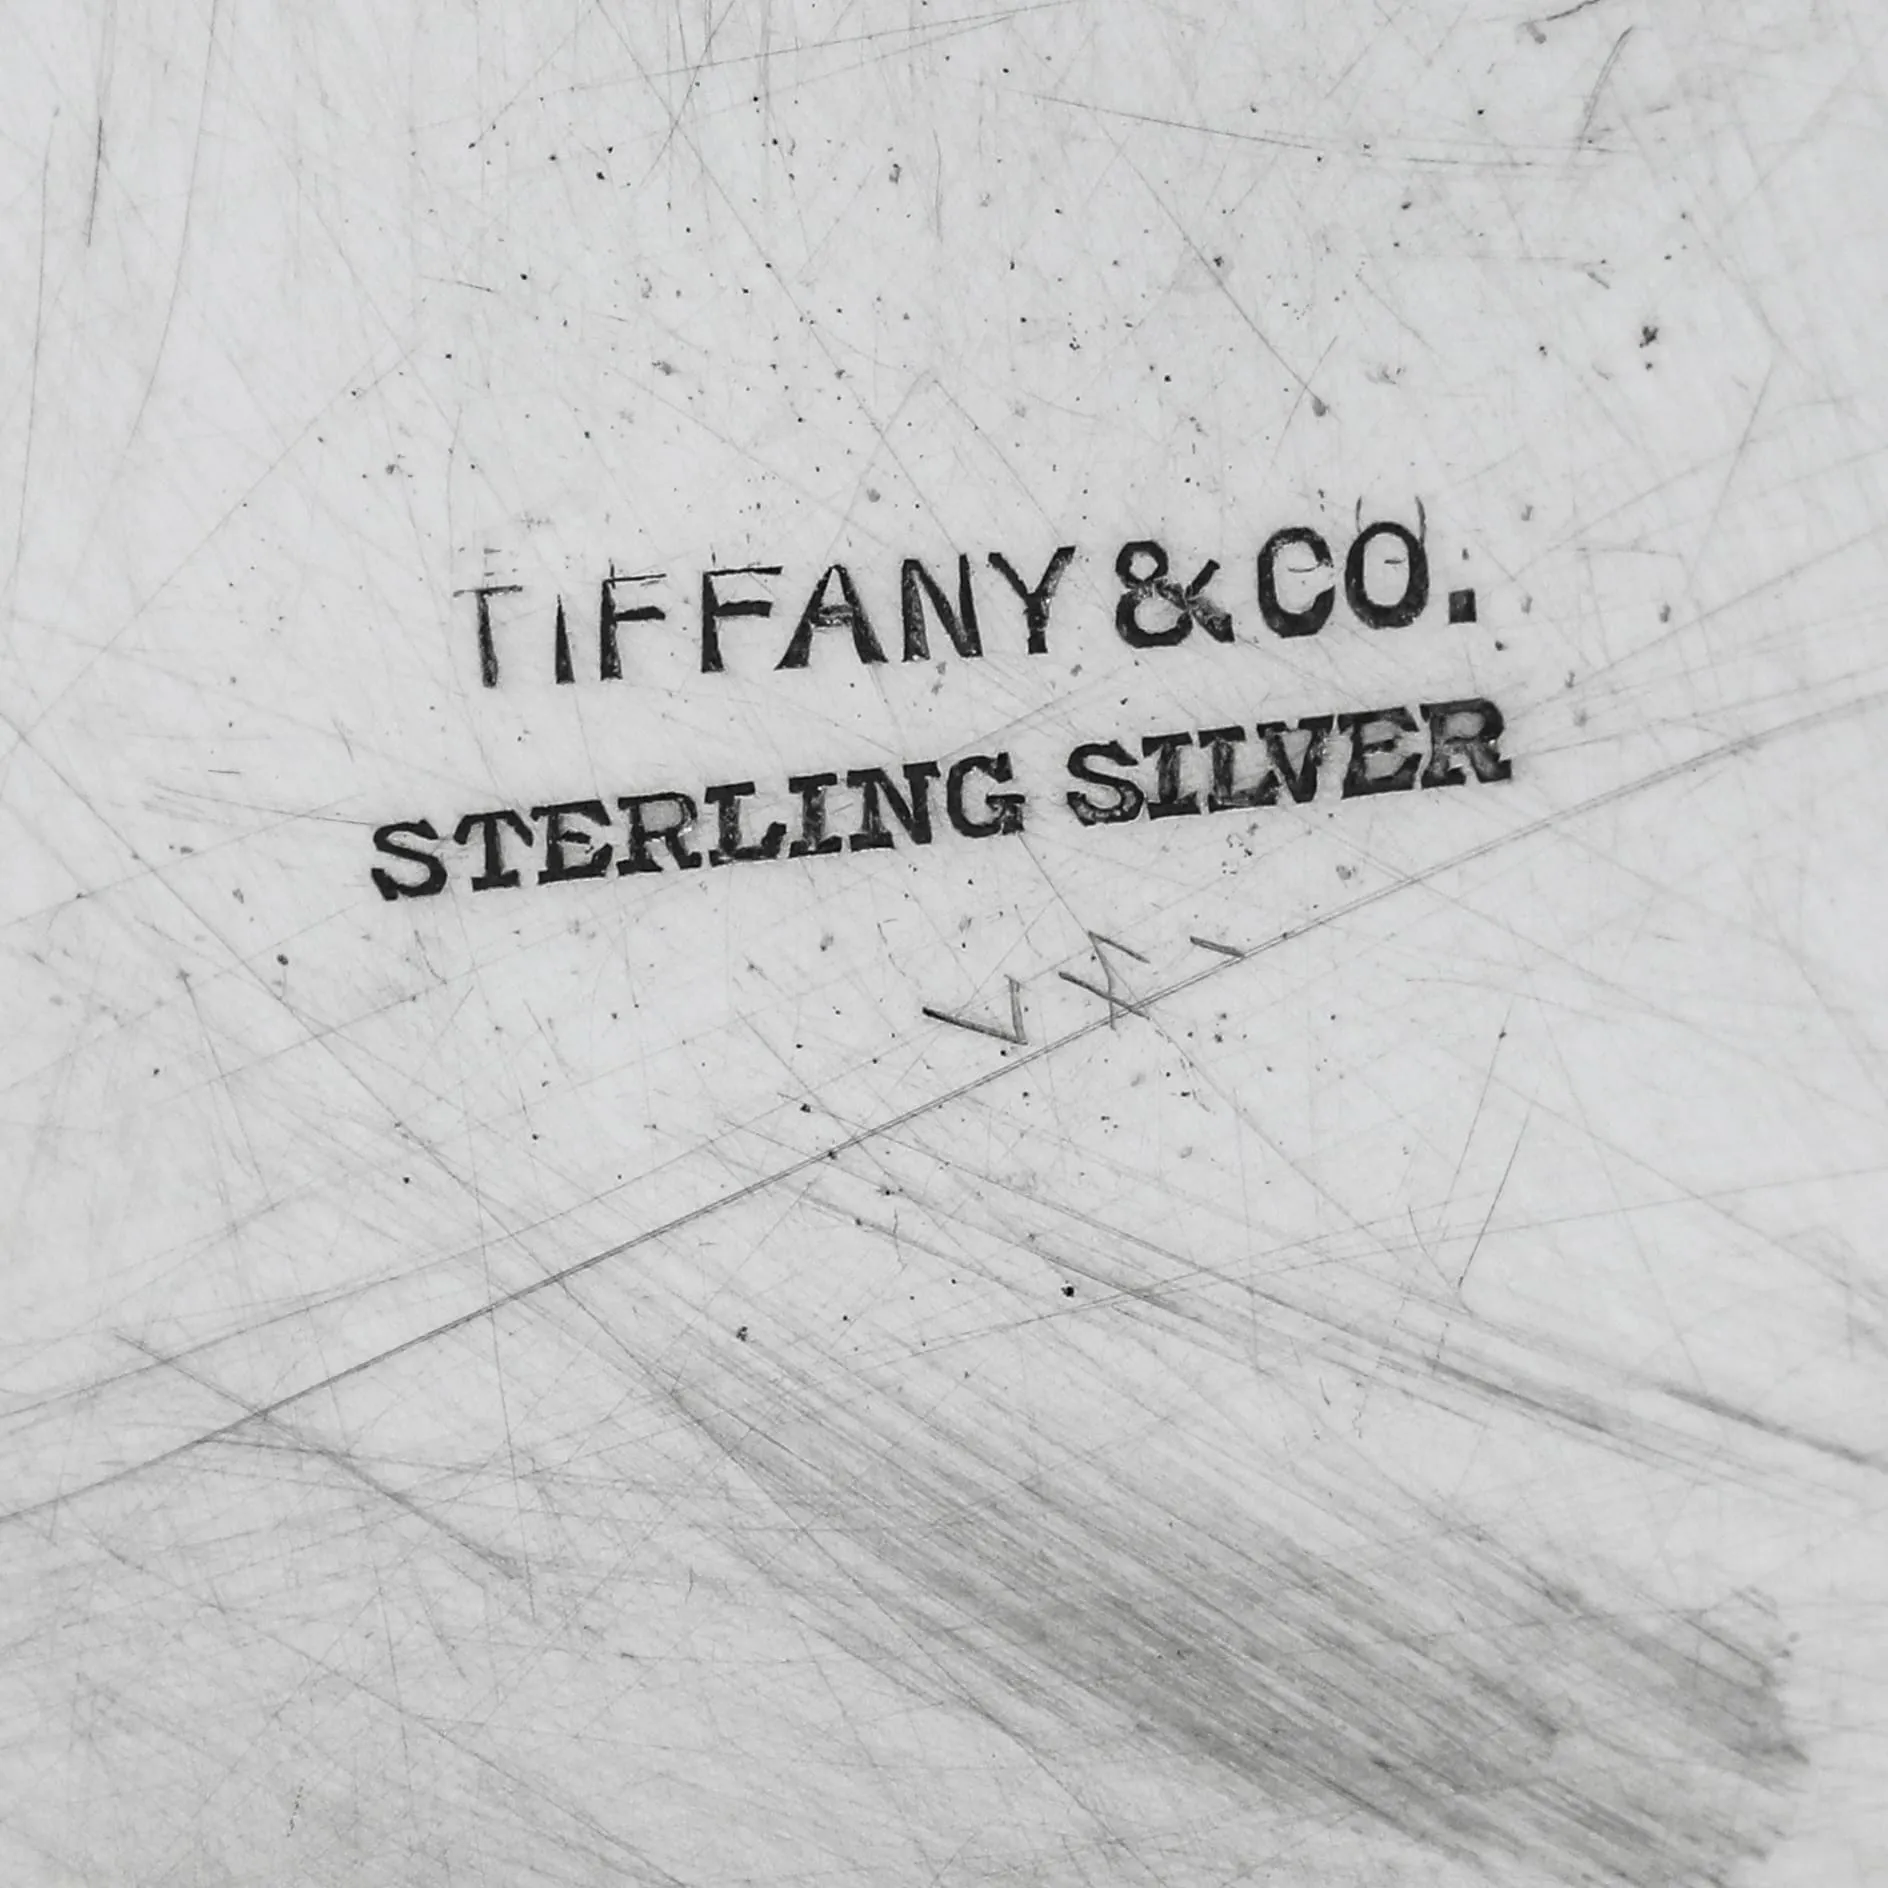 TIFFANY & CO.
STERLING SILVER